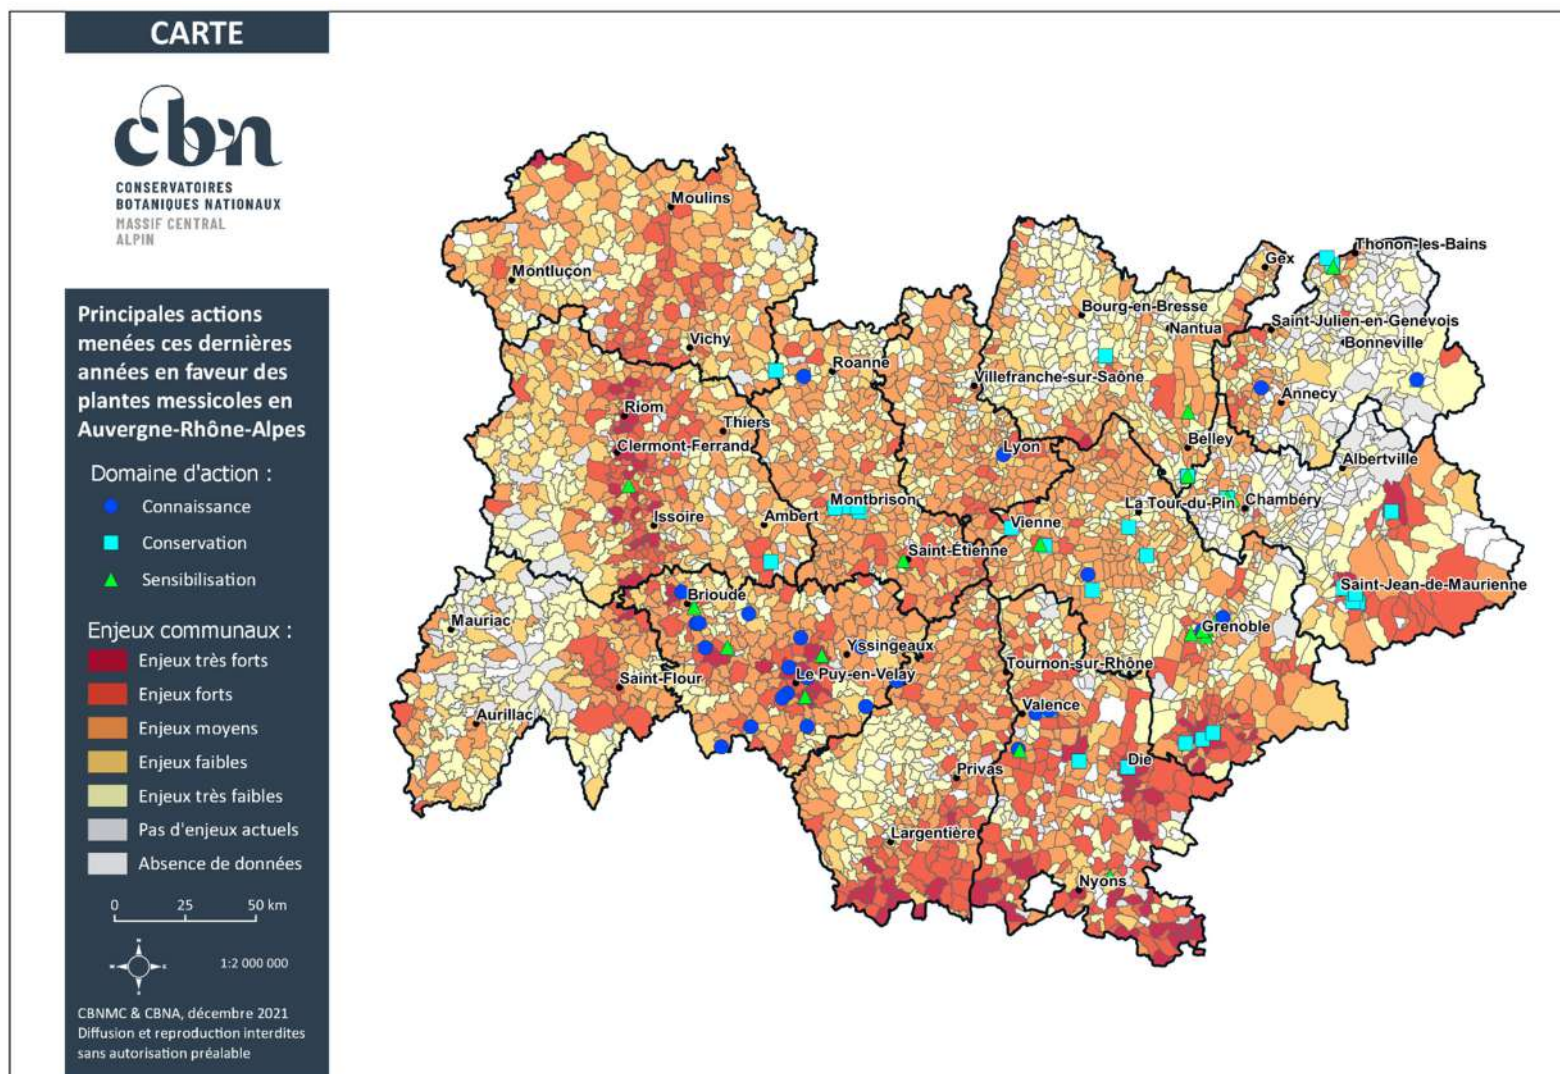 CARTE
cbn
CONSERVATOIRES
BOTANIQUES NATIONAUX
MASSIF CENTRAL
ALPIN
Principales actions
menées ces dernières
années en faveur des
plantes messicoles en
Auvergne-Rhône-Alpes
Domaine d'action :
Connaissance
Conservation
Sensibilisation
Enjeux communaux :
Enjeux très forts
Enjeux forts
Enjeux moyens
Enjeux faibles
Enjeux très faibles
Pas d'enjeux actuels
Absence de données
0 25 50 km
1:2 000 000
CBNMC & CBNA, décembre 2021
Diffusion et reproduction interdites
sans autorisation préalable
Moulins
Montluçon
Vichy
Roanne
Villefranche-sur-Saône
Bourg-en-Bresse
Nantua
Gex
Thonon-les-Bains
Saint-Julien-en-Genevois
Bonneville
Annecy
Riom
Thiers
Clermont-Ferrand
Lyon
Belley
Albertville
Issoire
Ambert
Montbrison
Vienne
La Tour-du-Pin
Chambéry
Saint-Étienne
Saint-Jean-de-Maurienne
Mauriac
Brioude
Yssingeaux
Grenoble
Saint-Flour
Le Puy-en-Velay
Tournon-sur-Rhône
Aurillac
Valence
Privas
Die
Largentière
Nyons